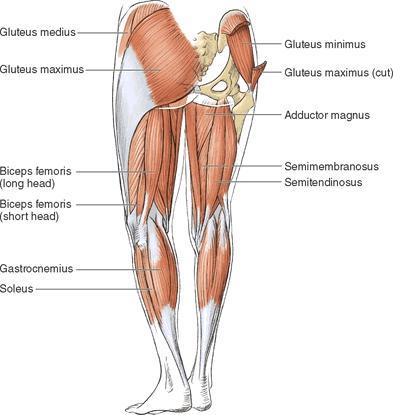 Gluteus medius
Gluteus maximus
Biceps femoris
(long head)
Biceps femoris
(short head)
Gastrocnemius
Soleus
Gluteus minimus
Gluteus maximus (cut)
Adductor magnus
Semimembranosus
Semitendinosus